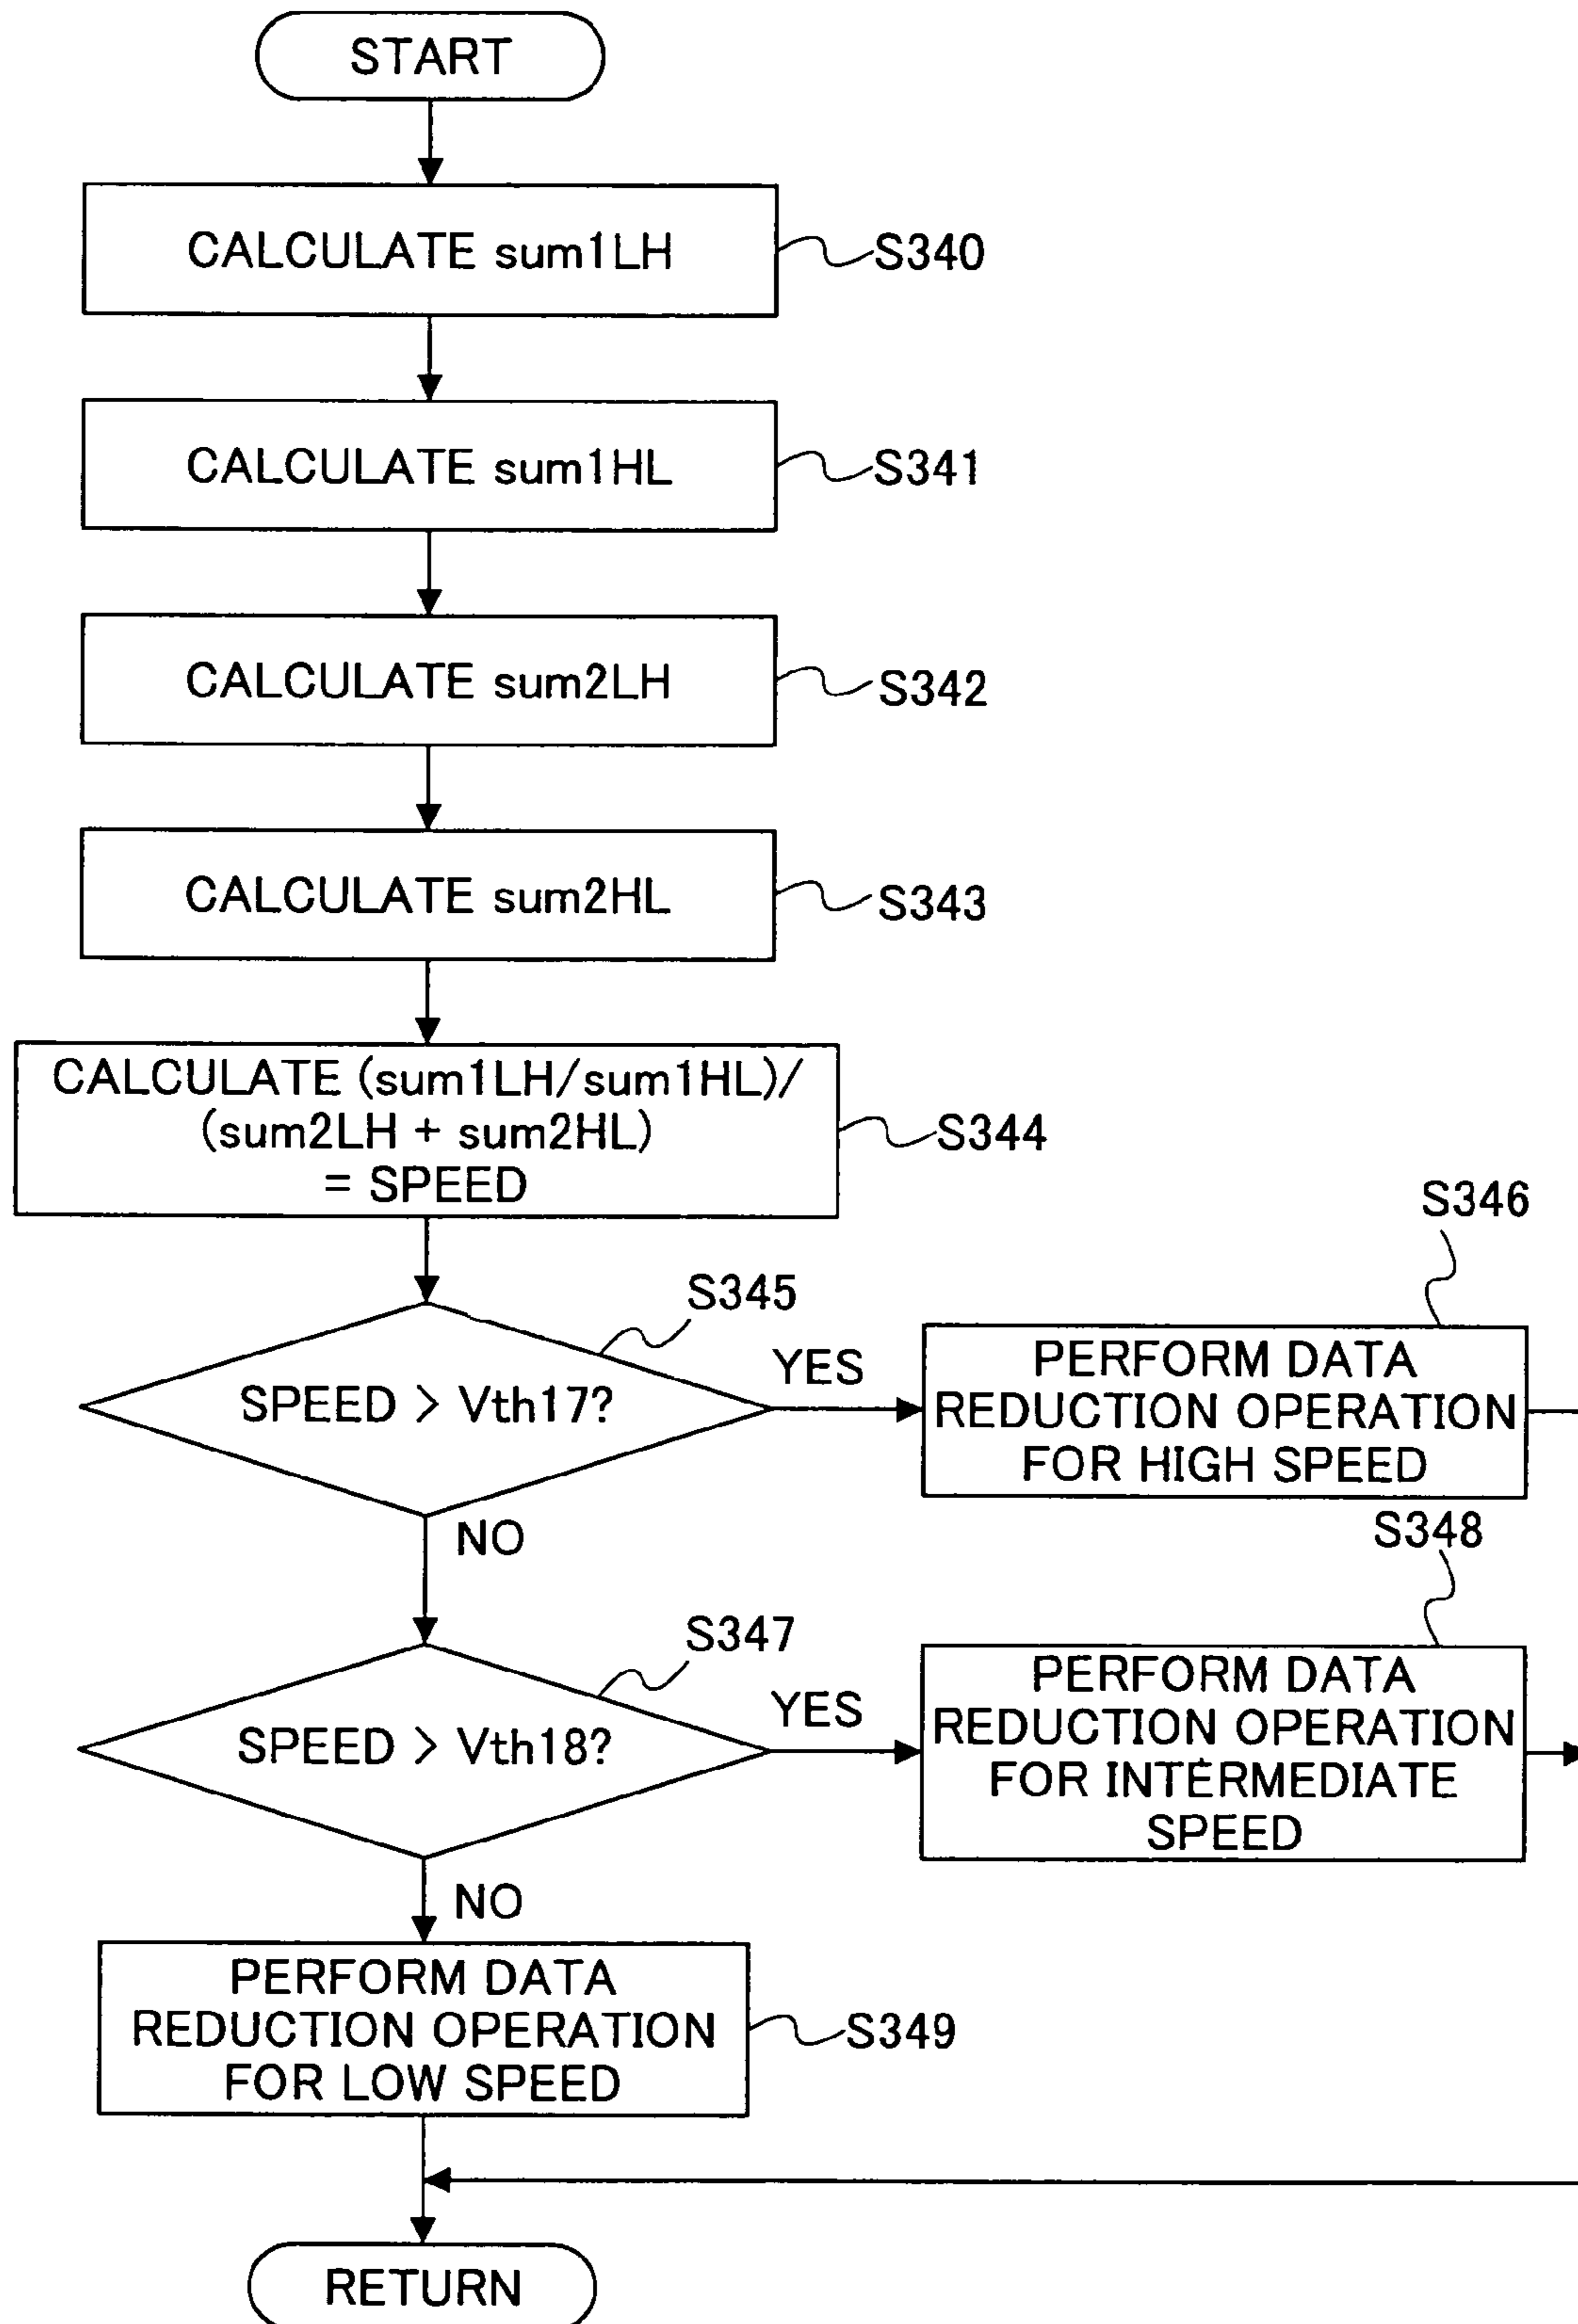 START
CALCULATE sum1LH
S340
CALCULATE sum1HL
S341
CALCULATE sum2LH
S342
CALCULATE sum2HL
S343
CALCULATE (sum1LH/sum1HL)/
(sum2LH + sum2HL)
= SPEED
S344
S345
SPEED > Vth17?
YES
NO
S346
PERFORM DATA
REDUCTION OPERATION
FOR HIGH SPEED
S347
SPEED > Vth18?
YES
NO
S348
PERFORM DATA
REDUCTION OPERATION
FOR INTERMEDIATE
SPEED
PERFORM DATA
REDUCTION OPERATION
FOR LOW SPEED
S349
RETURN